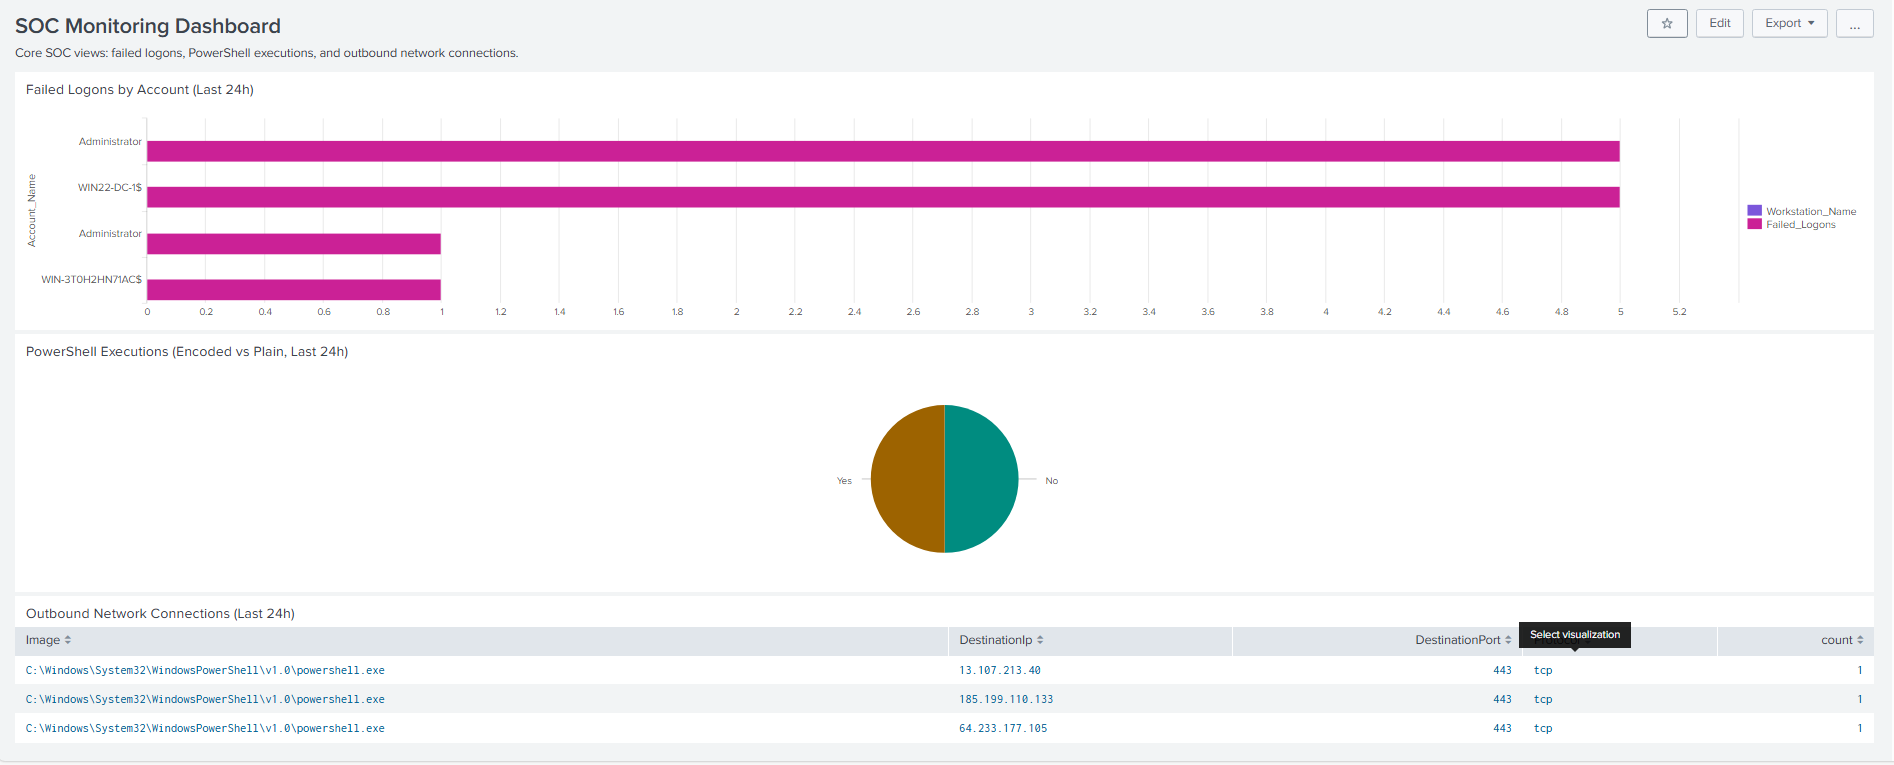 SOC Monitoring Dashboard
Edit
Export
...
Core SOC views: failed logons, PowerShell executions, and outbound network connections.
Failed Logons by Account (Last 24h)
Account_Name
Administrator
WIN22-DC-1$
Administrator
WIN-3T0H2HN71AC$
0 0.2 0.4 0.6 0.8 1 1.2 1.4 1.6 1.8 2 2.2 2.4 2.6 2.8 3 3.2 3.4 3.6 3.8 4 4.2 4.4 4.6 4.8 5 5.2
Workstation_Name
Failed_Logons
PowerShell Executions (Encoded vs Plain, Last 24h)
Yes
No
Outbound Network Connections (Last 24h)
Select visualization
Image DestinationIp DestinationPort count
C:\Windows\System32\WindowsPowerShell\v1.0\powershell.exe 13.107.213.40 443 tcp 1
C:\Windows\System32\WindowsPowerShell\v1.0\powershell.exe 185.199.110.133 443 tcp 1
C:\Windows\System32\WindowsPowerShell\v1.0\powershell.exe 64.233.177.105 443 tcp 1